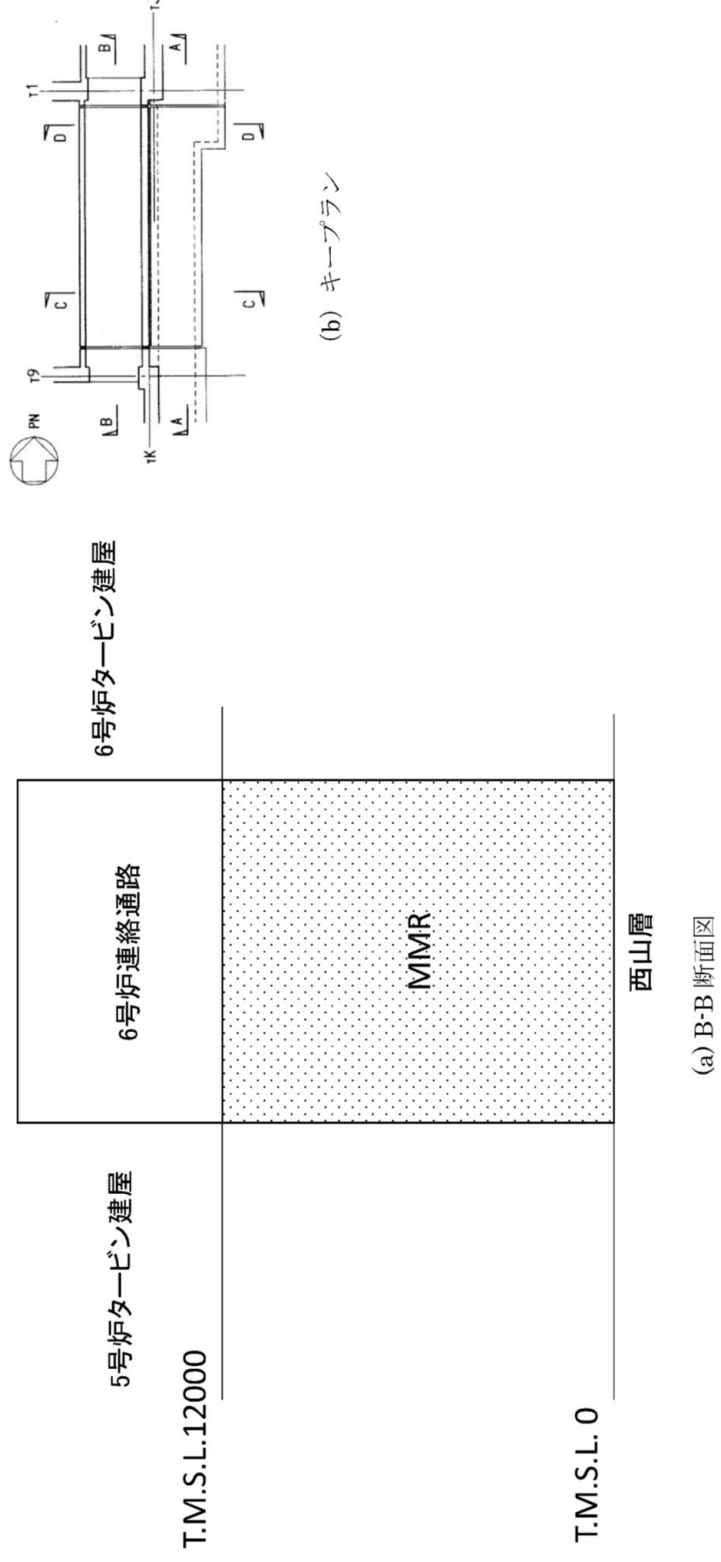 5号炉タービン建屋
6号炉連絡通路
6号炉タービン建屋
T.M.S.L.12000
MMR
T.M.S.L. 0
西山層
(a) B-B 断面図
PN
T9
T1
C
D
B
B
TK
A
A
C
D
(b) キープラン